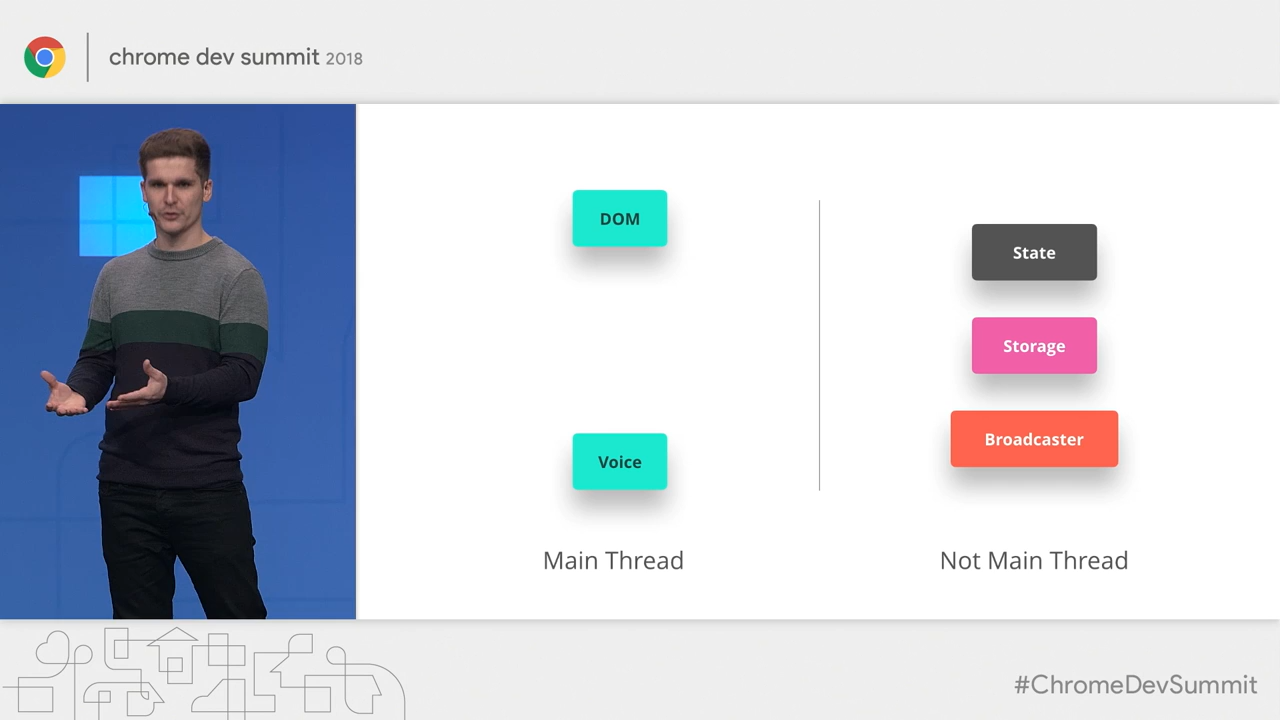 chrome dev summit 2018
DOM
Voice
Main Thread
State
Storage
Broadcaster
Not Main Thread
#ChromeDevSummit